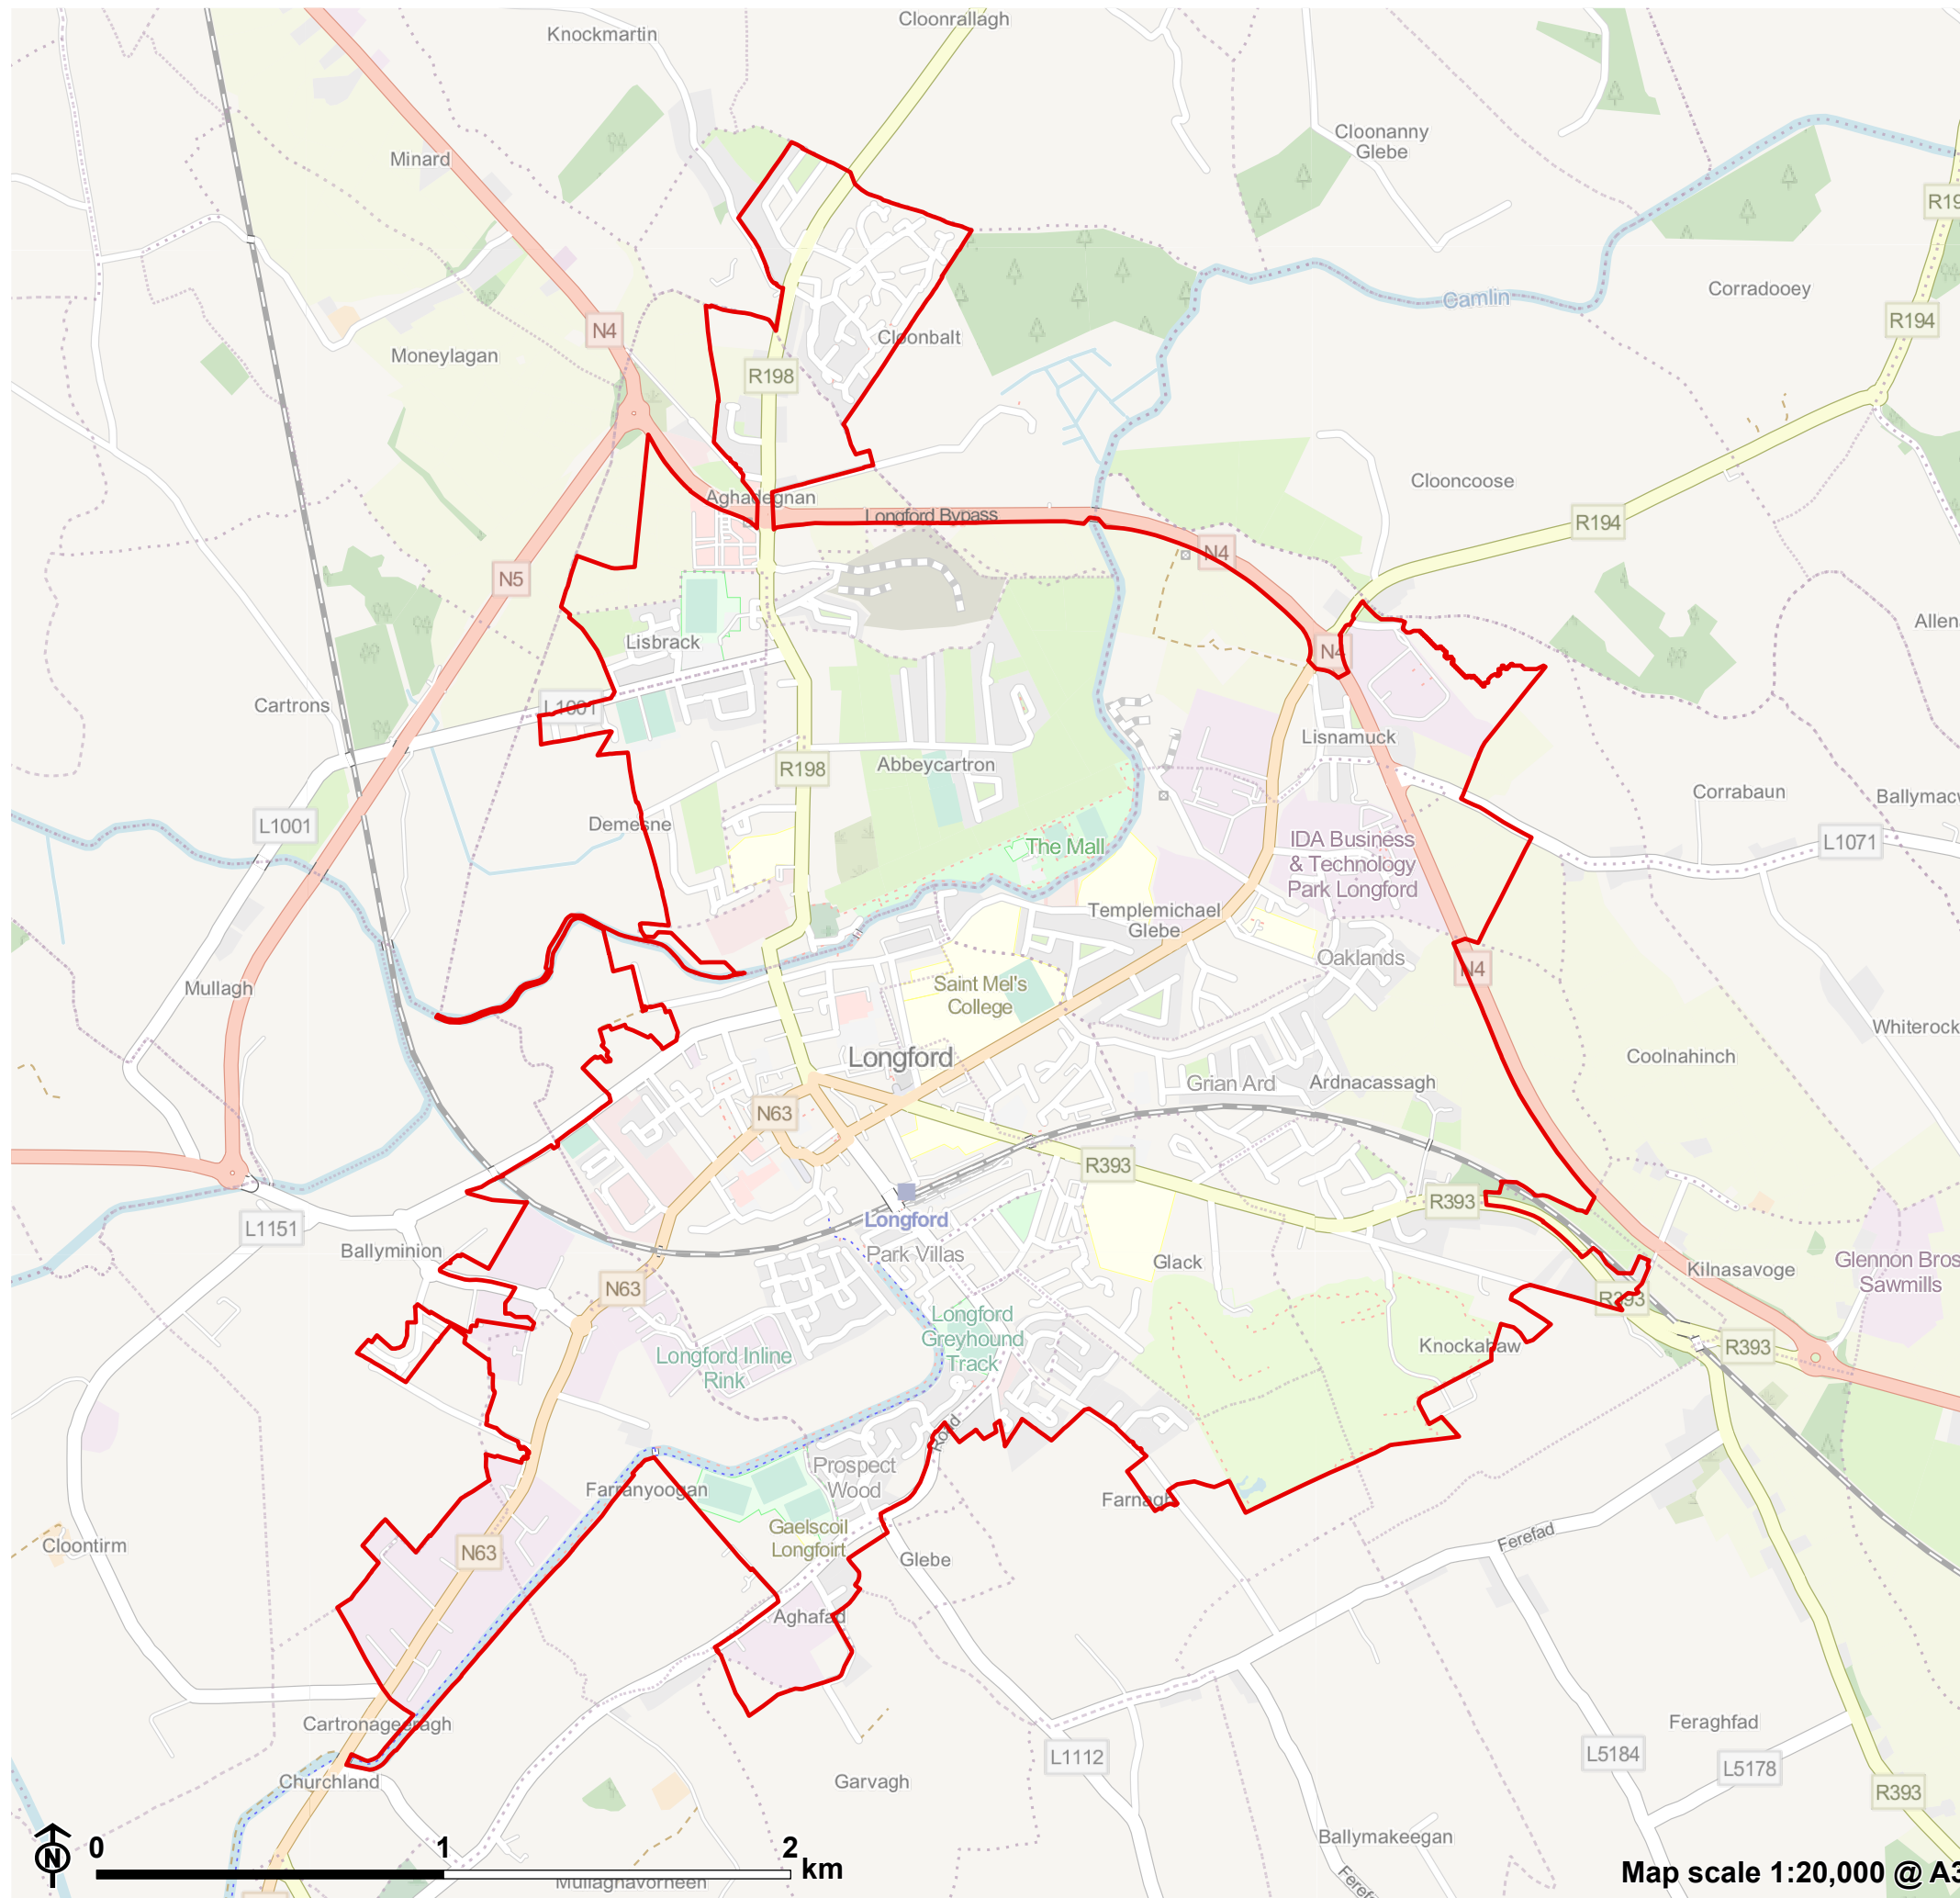 Cloonrallagh
Knockmartin
Cloonanny
Glebe
Minard
R19
Corradooey
Camlin
N4
R194
Moneylagan
Cloonbalt
R198
Clooncoose
Aghadegnan
Longford Bypass
R194
N4
N5
Lisbrack
Allen
N4
Cartrons
L1001
Lisnamuck
Abbeycartron
R198
Corrabaun
Ballymacw
L1001
Demesne
The Mall
IDA Business
& Technology
Park Longford
L1071
Templemichael
Glebe
Oaklands
N4
Mullagh
Saint Mel's
College
Whiterock
Longford
Coolnahinch
Grian Ard
Ardnacassagh
N63
R393
R393
Longford
L1151
Ballyminion
Park Villas
Glack
Kilnasavoge
Glennon Bros
Sawmills
N63
R393
Longford
Greyhound
Track
Longford Inline
Rink
Knockahaw
R393
Road
Prospect
Wood
Farranyoogan
Farnagh
Gaelscoil
Longfoirt
Ferefad
Cloontirm
N63
Glebe
Aghafad
Cartronageeragh
Feraghfad
L1112
L5184
L5178
Churchland
Garvagh
R393
Ballymakeegan
N
0 1 2 km
Mullaghavorneen
Map scale 1:20,000 @ A3